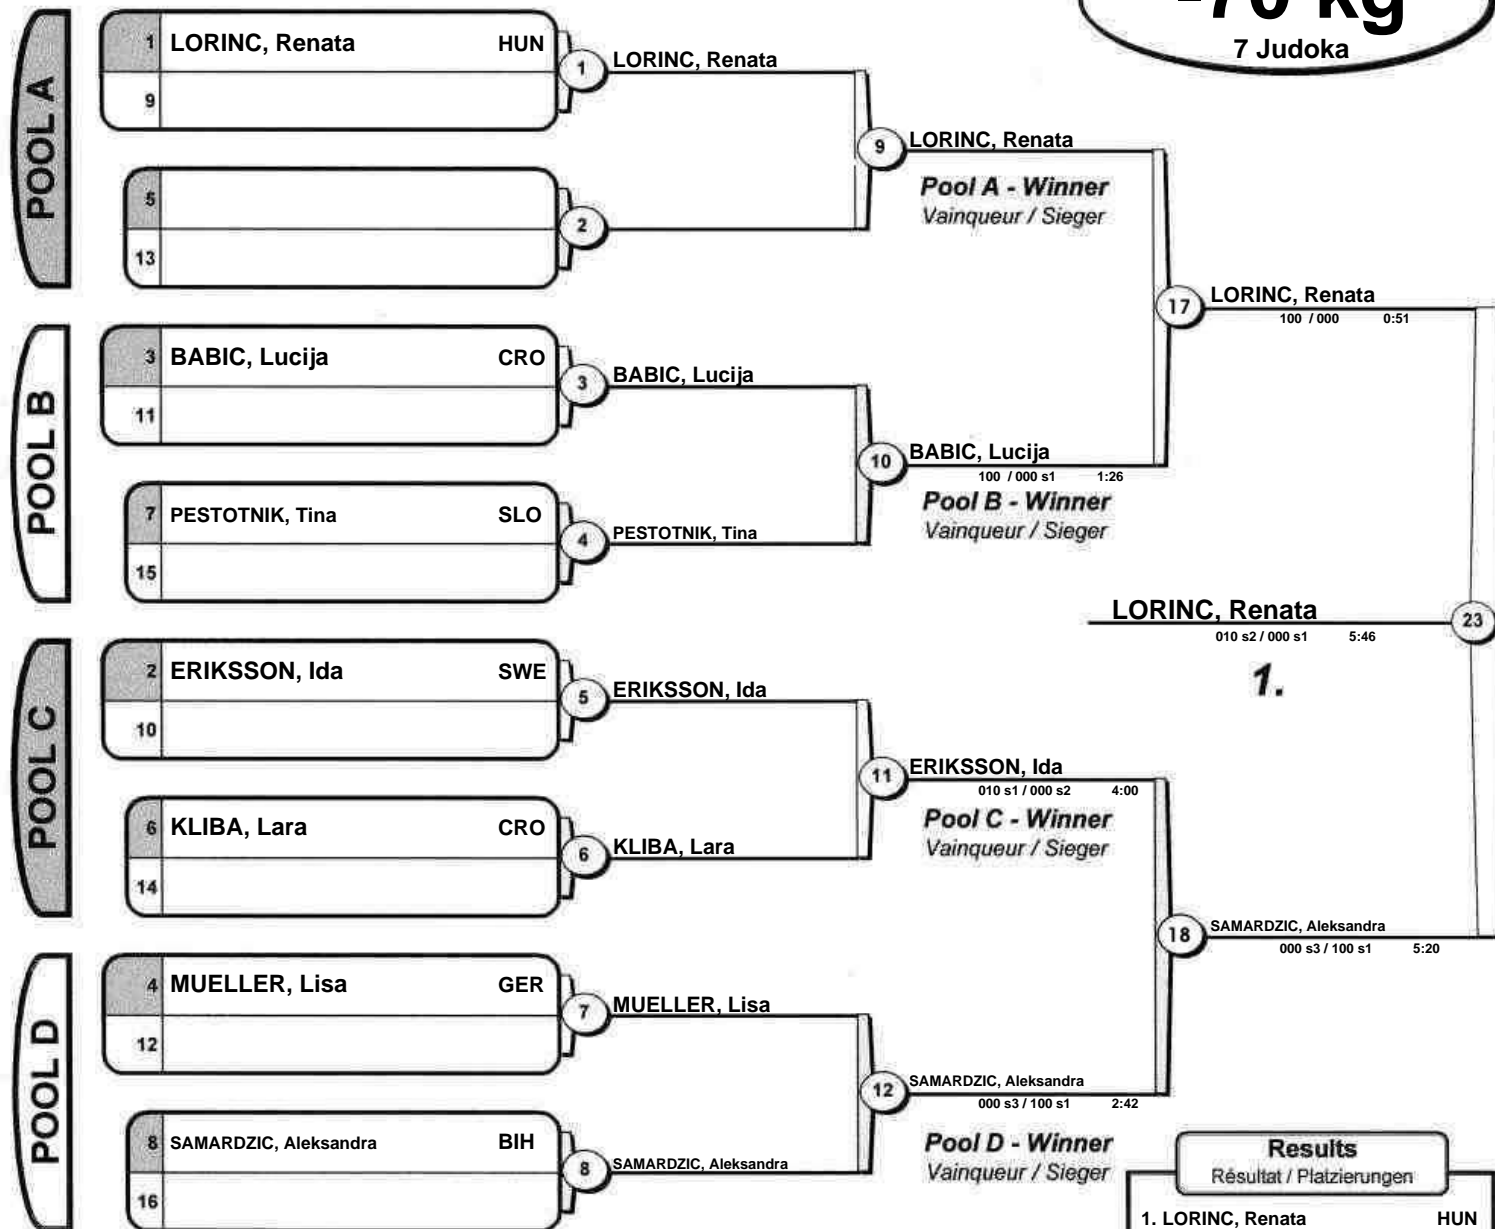 -70 kg
7 Judoka
POOL A
1 LORINC, Renata HUN
9
1 LORINC, Renata
5
13
2
9 LORINC, Renata
Pool A - Winner
Vainqueur / Sieger
POOL B
3 BABIC, Lucija CRO
11
3 BABIC, Lucija
7 PESTOTNIK, Tina SLO
15
4 PESTOTNIK, Tina
10 BABIC, Lucija
100 / 000 s1 1:26
Pool B - Winner
Vainqueur / Sieger
17 LORINC, Renata
100 / 000 0:51
LORINC, Renata 23
010 s2 / 000 s1 5:46
1.
POOL C
2 ERIKSSON, Ida SWE
10
5 ERIKSSON, Ida
6 KLIBA, Lara CRO
14
6 KLIBA, Lara
11 ERIKSSON, Ida
010 s1 / 000 s2 4:00
Pool C - Winner
Vainqueur / Sieger
18 SAMARDZIC, Aleksandra
000 s3 / 100 s1 5:20
POOL D
4 MUELLER, Lisa GER
12
7 MUELLER, Lisa
8 SAMARDZIC, Aleksandra BIH
16
8 SAMARDZIC, Aleksandra
12 SAMARDZIC, Aleksandra
000 s3 / 100 s1 2:42
Pool D - Winner
Vainqueur / Sieger
Results
Résultat / Platzierungen
1. LORINC, Renata HUN